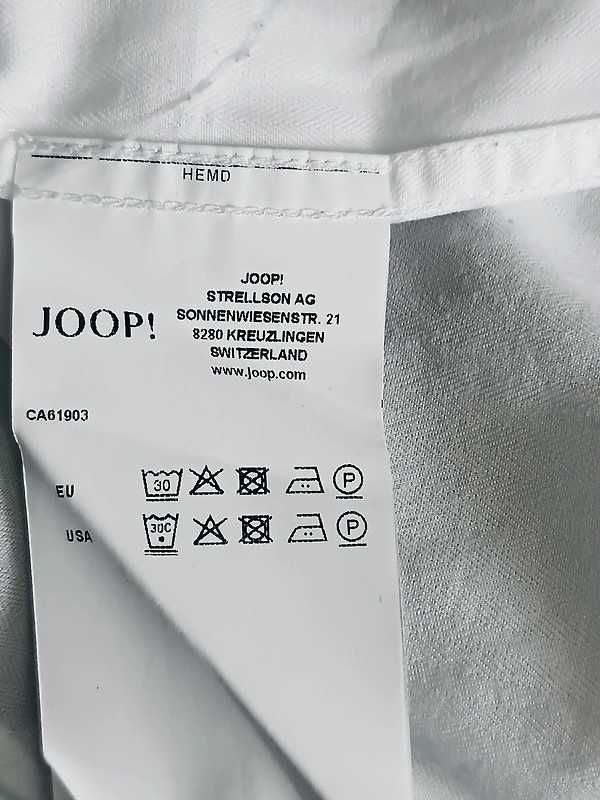 HEMD
JOOP!
JOOP!
STRELLSON AG
SONNENWIESENSTR. 21
8280 KREUZLINGEN
SWITZERLAND
www.joop.com
CA61903
EU 30 P
USA 30C P